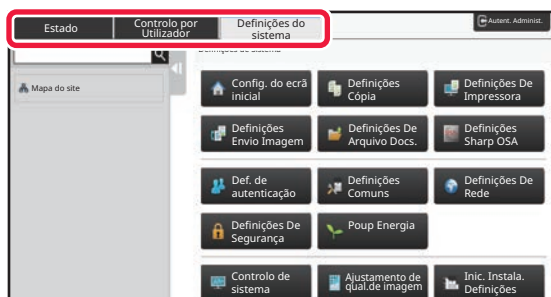 Estado
Controlo por
Utilizador
Definições do
sistema
Autent. Administ.
Definições de sistema
Mapa do site
Config. do ecrã
inicial
Definições
Cópia
Definições De
Impressora
Definições
Envio Imagem
Definições De
Arquivo Docs.
Definições
Sharp OSA
Def. de
autenticação
Definições
Comuns
Definições De
Rede
Definições De
Segurança
Poup Energia
Controlo de
sistema
Ajustamento de
qual.de imagem
Inic. Instala.
Definições